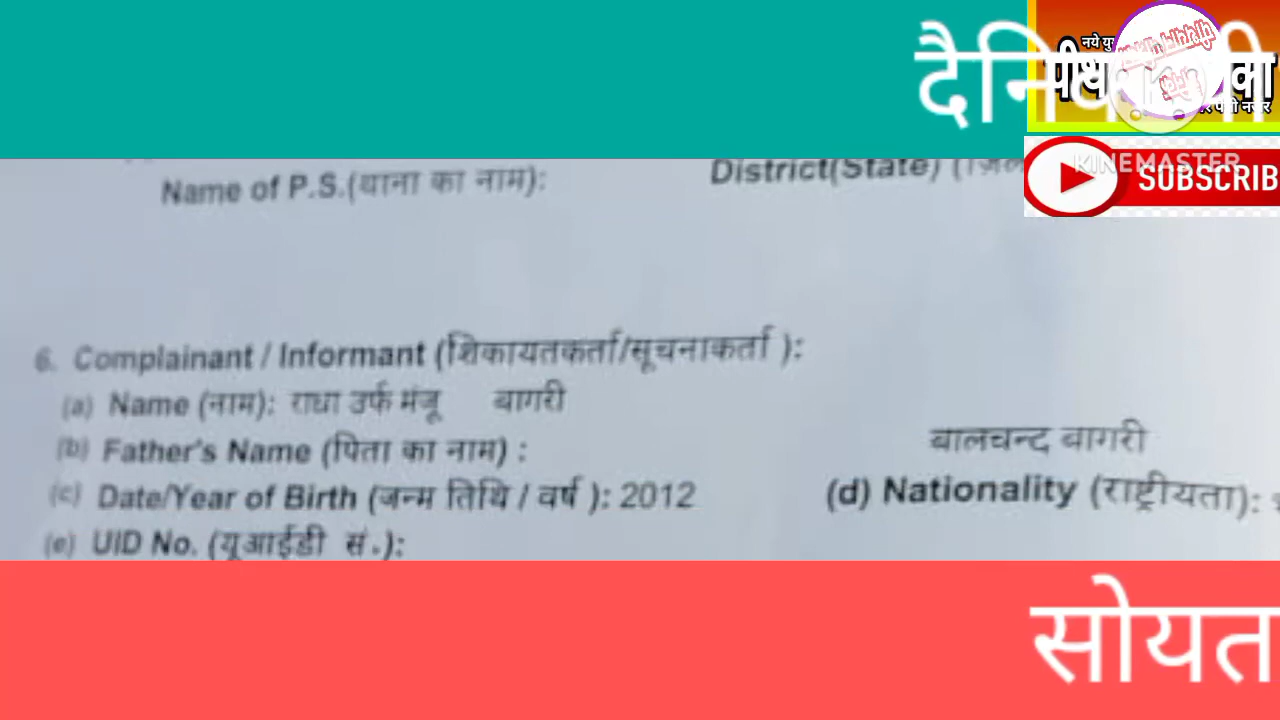 दैनि
नये यु
KINEMASTER
SUBSCRIB
Name of P.S.(थाना का नाम):
District(State) (ज़िल
6. Complainant / Informant (शिकायतकर्ता/सूचनाकर्ता ):
(a) Name (नाम): राधा उर्फ मंजू बागरी
(b) Father's Name (पिता का नाम) : बालचन्द बागरी
(c) Date/Year of Birth (जन्म तिथि / वर्ष ): 2012 (d) Nationality (राष्ट्रीयता):
(e) UID No. (यूआईडी सं.):
सोयत